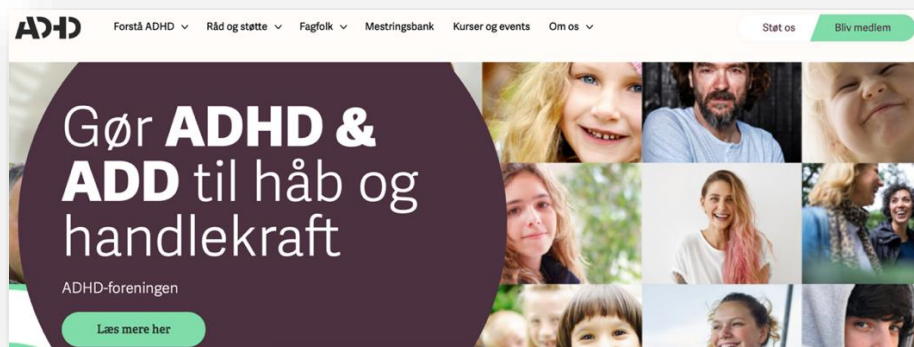 ADHD
Forstå ADHD
Råd og støtte
Fagfolk
Mestringsbank
Kurser og events
Om os
Støt os
Bliv medlem
Gør ADHD &
ADD til håb og
handlekraft
ADHD-foreningen
Læs mere her